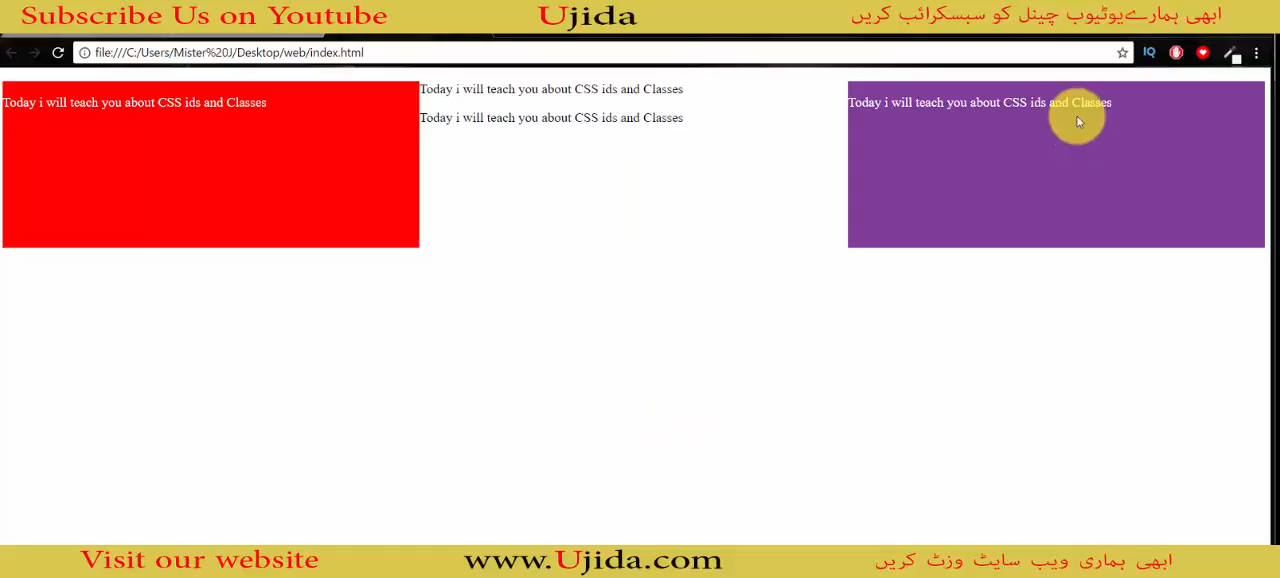 Subscribe Us on Youtube
Ujida
ابھی ہمارےیوٹیوب چینل کو سبسکرائب کریں
file:///C:/Users/Mister%20J/Desktop/web/index.html
IQ
Today i will teach you about CSS ids and Classes
Today i will teach you about CSS ids and Classes
Today i will teach you about CSS ids and Classes
Today i will teach you about CSS ids and Classes
Visit our website
www.Ujida.com
ابھی ہماری ویب سایٹ وزٹ کریں